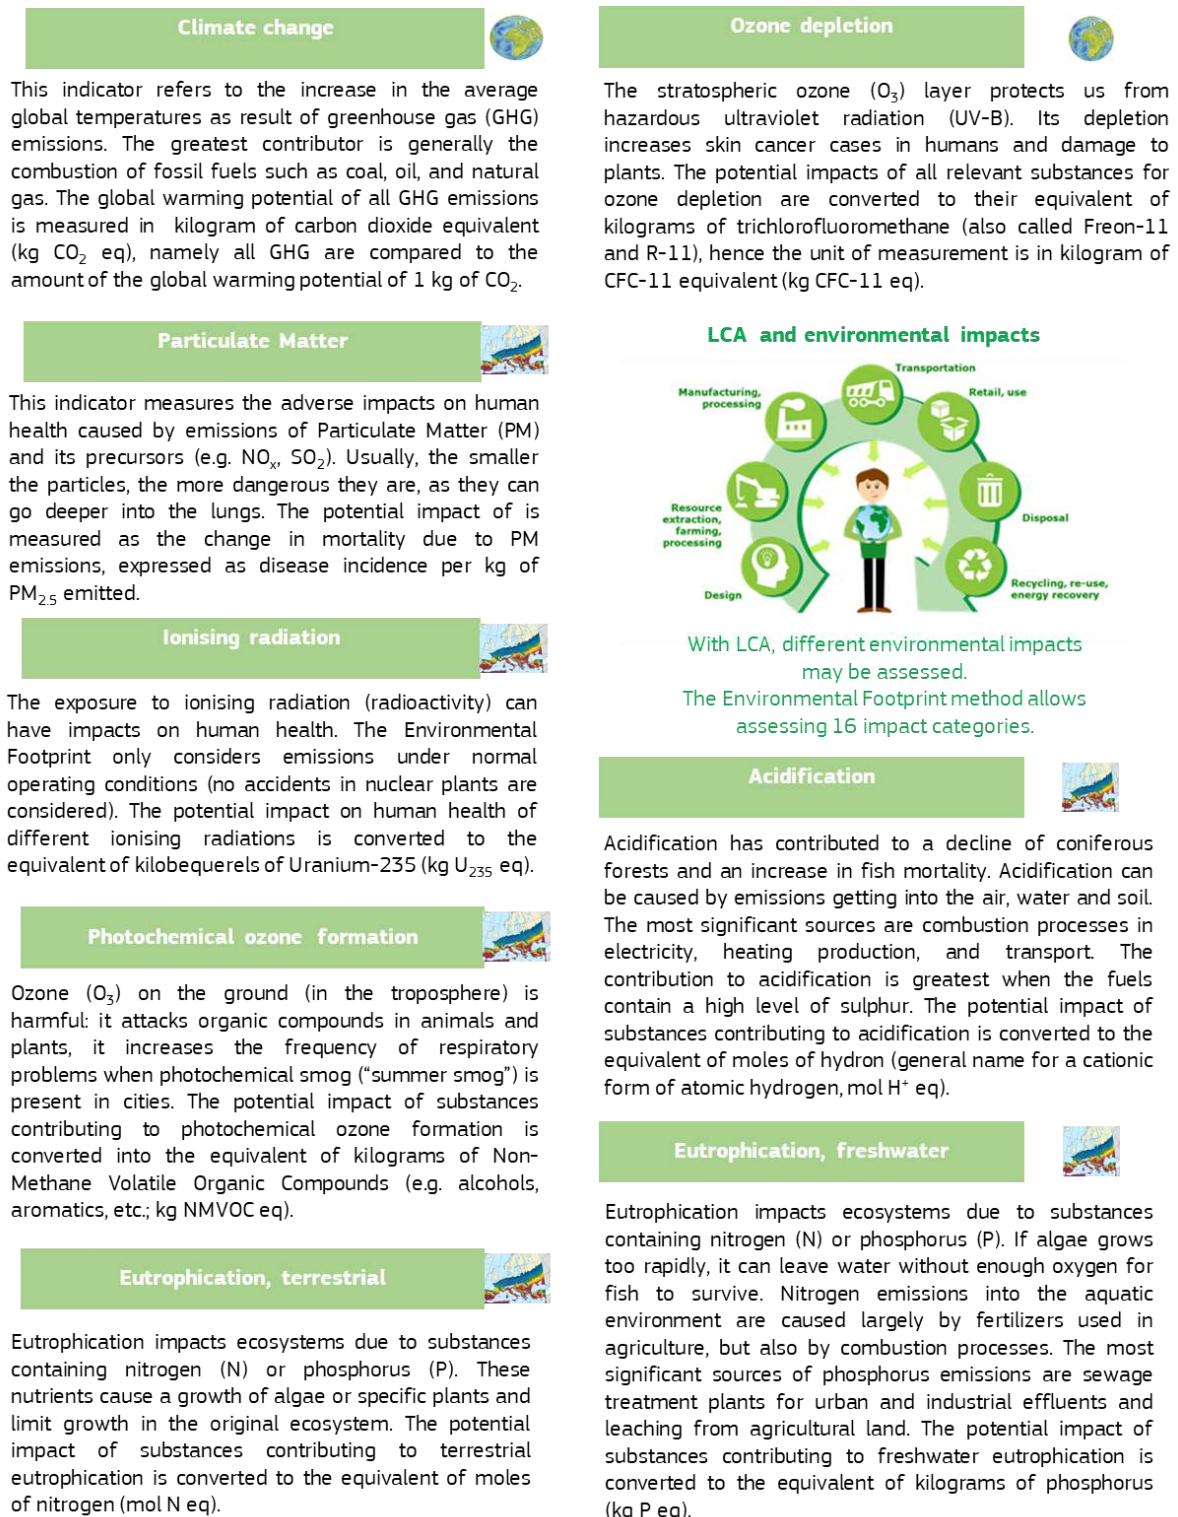 Climate change
This indicator refers to the increase in the average
global temperatures as result of greenhouse gas (GHG)
emissions. The greatest contributor is generally the
combustion of fossil fuels such as coal, oil, and natural
gas. The global warming potential of all GHG emissions
is measured in kilogram of carbon dioxide equivalent
(kg CO₂ eq), namely all GHG are compared to the
amount of the global warming potential of 1 kg of CO₂.
Particulate Matter
This indicator measures the adverse impacts on human
health caused by emissions of Particulate Matter (PM)
and its precursors (e.g. NOₓ, SO₂). Usually, the smaller
the particles, the more dangerous they are, as they can
go deeper into the lungs. The potential impact of is
measured as the change in mortality due to PM
emissions, expressed as disease incidence per kg of
PM₂.₅ emitted.
Ionising radiation
The exposure to ionising radiation (radioactivity) can
have impacts on human health. The Environmental
Footprint only considers emissions under normal
operating conditions (no accidents in nuclear plants are
considered). The potential impact on human health of
different ionising radiations is converted to the
equivalent of kilobequerels of Uranium-235 (kg U₂₃₅ eq).
Photochemical ozone formation
Ozone (O₃) on the ground (in the troposphere) is
harmful: it attacks organic compounds in animals and
plants, it increases the frequency of respiratory
problems when photochemical smog (“summer smog”) is
present in cities. The potential impact of substances
contributing to photochemical ozone formation is
converted into the equivalent of kilograms of Non-
Methane Volatile Organic Compounds (e.g. alcohols,
aromatics, etc.; kg NMVOC eq).
Eutrophication, terrestrial
Eutrophication impacts ecosystems due to substances
containing nitrogen (N) or phosphorus (P). These
nutrients cause a growth of algae or specific plants and
limit growth in the original ecosystem. The potential
impact of substances contributing to terrestrial
eutrophication is converted to the equivalent of moles
of nitrogen (mol N eq).
Ozone depletion
The stratospheric ozone (O₃) layer protects us from
hazardous ultraviolet radiation (UV-B). Its depletion
increases skin cancer cases in humans and damage to
plants. The potential impacts of all relevant substances for
ozone depletion are converted to their equivalent of
kilograms of trichlorofluoromethane (also called Freon-11
and R-11), hence the unit of measurement is in kilogram of
CFC-11 equivalent (kg CFC-11 eq).
LCA and environmental impacts
Transportation
Manufacturing,
processing
Retail, use
Resource
extraction,
farming,
processing
Disposal
Design
Recycling, re-use,
energy recovery
With LCA, different environmental impacts
may be assessed.
The Environmental Footprint method allows
assessing 16 impact categories.
Acidification
Acidification has contributed to a decline of coniferous
forests and an increase in fish mortality. Acidification can
be caused by emissions getting into the air, water and soil.
The most significant sources are combustion processes in
electricity, heating production, and transport. The
contribution to acidification is greatest when the fuels
contain a high level of sulphur. The potential impact of
substances contributing to acidification is converted to the
equivalent of moles of hydron (general name for a cationic
form of atomic hydrogen, mol H⁺ eq).
Eutrophication, freshwater
Eutrophication impacts ecosystems due to substances
containing nitrogen (N) or phosphorus (P). If algae grows
too rapidly, it can leave water without enough oxygen for
fish to survive. Nitrogen emissions into the aquatic
environment are caused largely by fertilizers used in
agriculture, but also by combustion processes. The most
significant sources of phosphorus emissions are sewage
treatment plants for urban and industrial effluents and
leaching from agricultural land. The potential impact of
substances contributing to freshwater eutrophication is
converted to the equivalent of kilograms of phosphorus
(kg P eq).